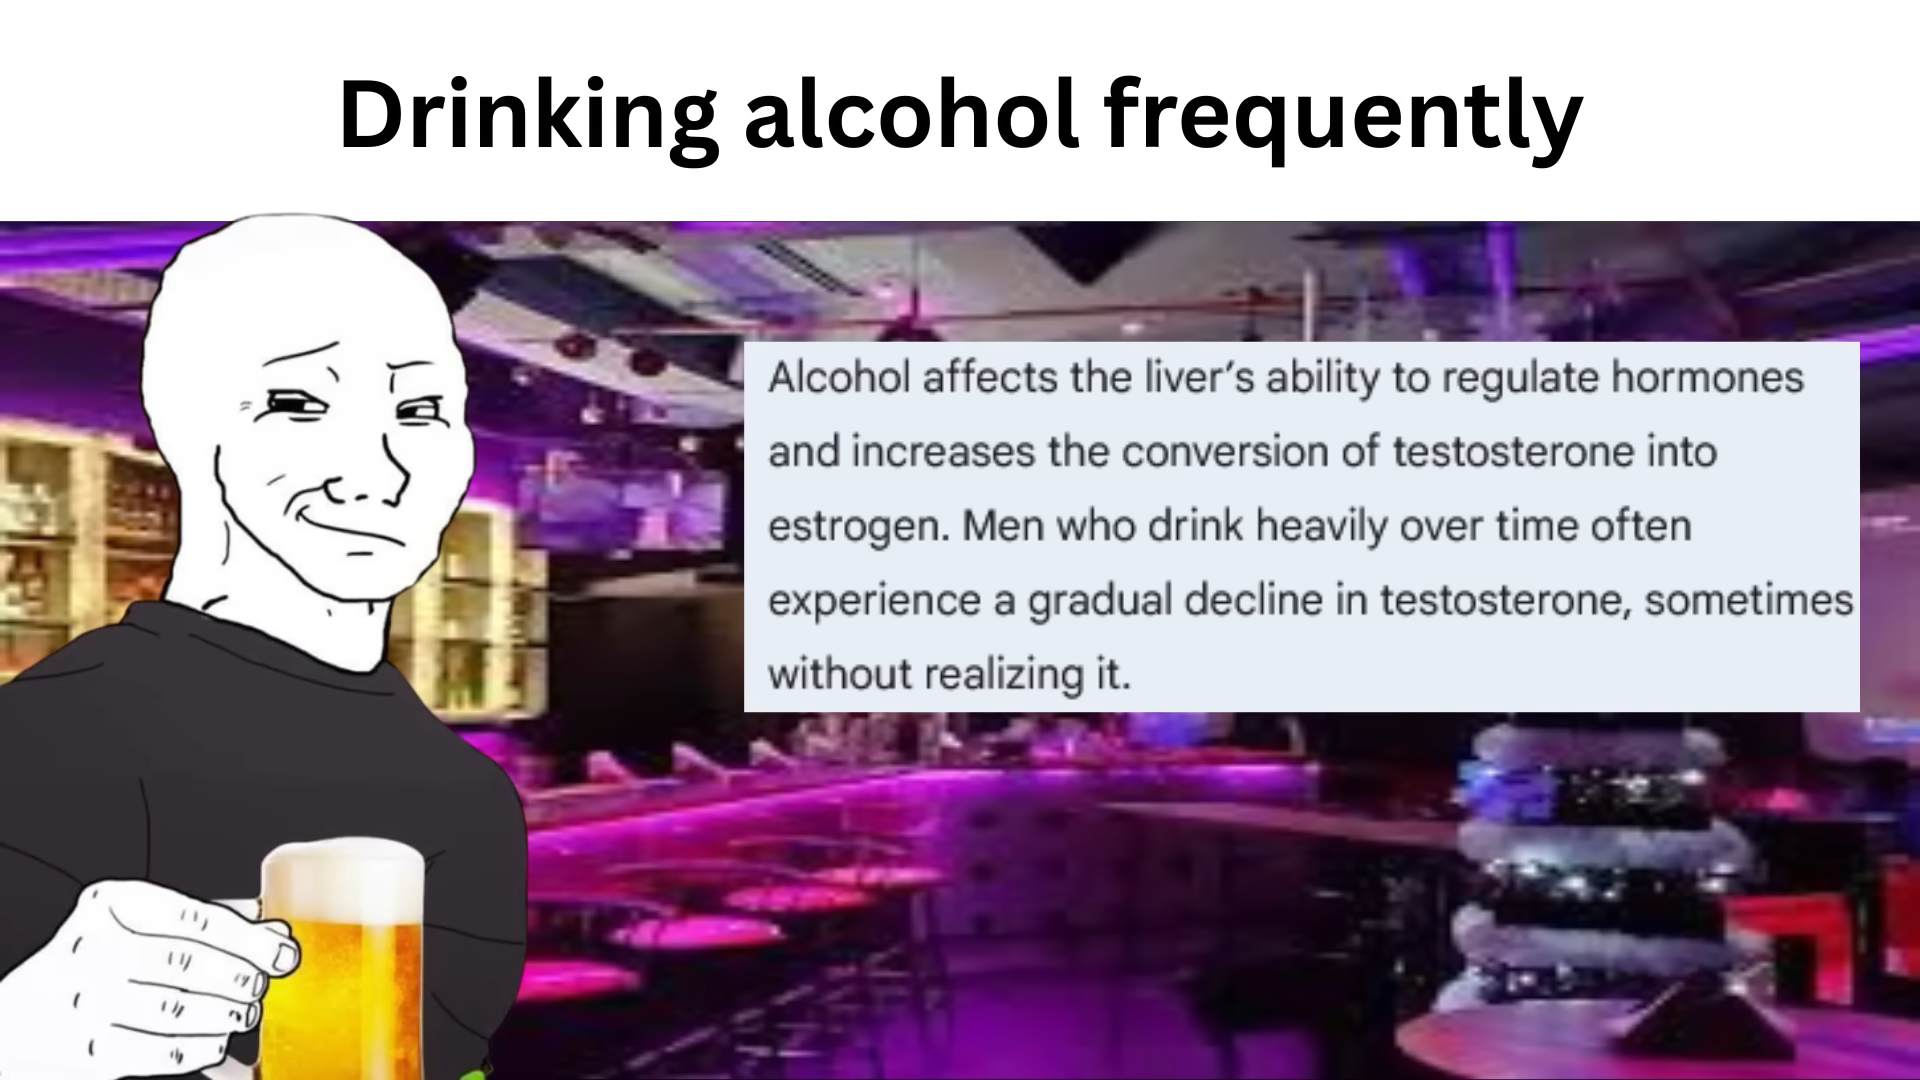 Drinking alcohol frequently
Alcohol affects the liver’s ability to regulate hormones
and increases the conversion of testosterone into
estrogen. Men who drink heavily over time often
experience a gradual decline in testosterone, sometimes
without realizing it.